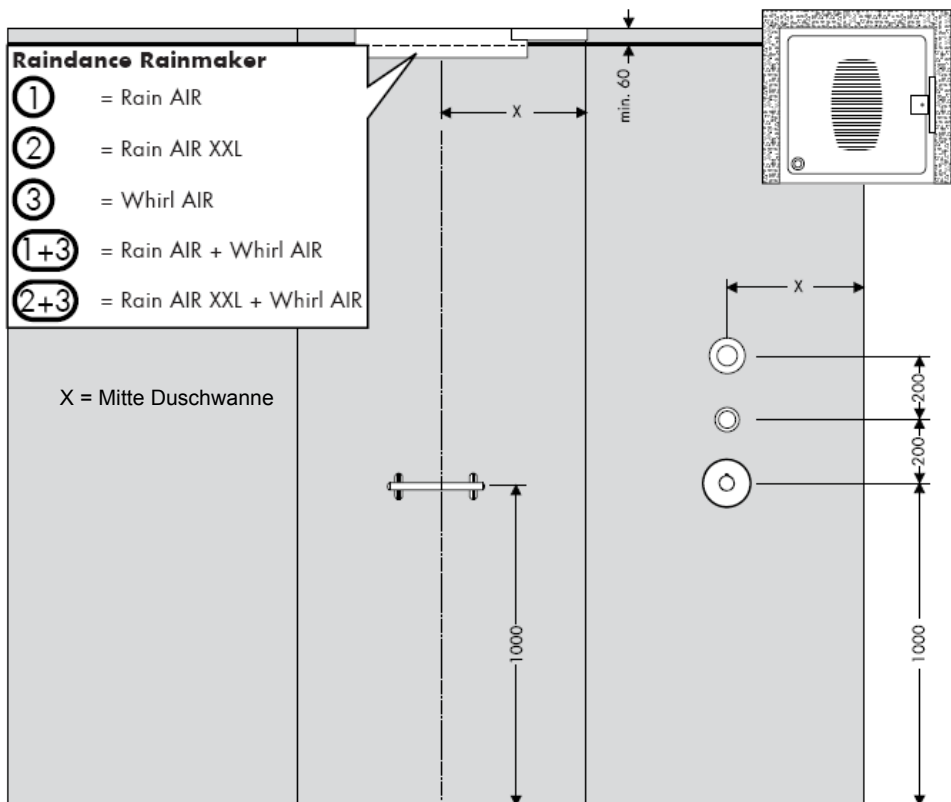 Raindance Rainmaker
1 = Rain AIR
2 = Rain AIR XXL
3 = Whirl AIR
1+3 = Rain AIR + Whirl AIR
2+3 = Rain AIR XXL + Whirl AIR
X = Mitte Duschwanne
X
min. 60
X
200
200
1000
1000